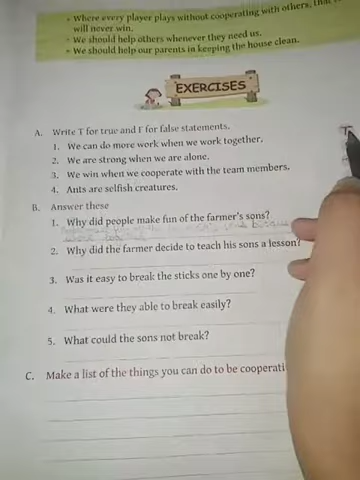 • Where every player plays without cooperating with others, that
will never win.
• We should help others whenever they need us.
• We should help our parents in keeping the house clean.
EXERCISES
A. Write T for true and F for false statements.
1. We can do more work when we work together.
2. We are strong when we are alone.
3. We win when we cooperate with the team members.
4. Ants are selfish creatures.
T
B. Answer these
1. Why did people make fun of the farmer's sons?
2. Why did the farmer decide to teach his sons a lesson?
3. Was it easy to break the sticks one by one?
4. What were they able to break easily?
5. What could the sons not break?
C. Make a list of the things you can do to be cooperati